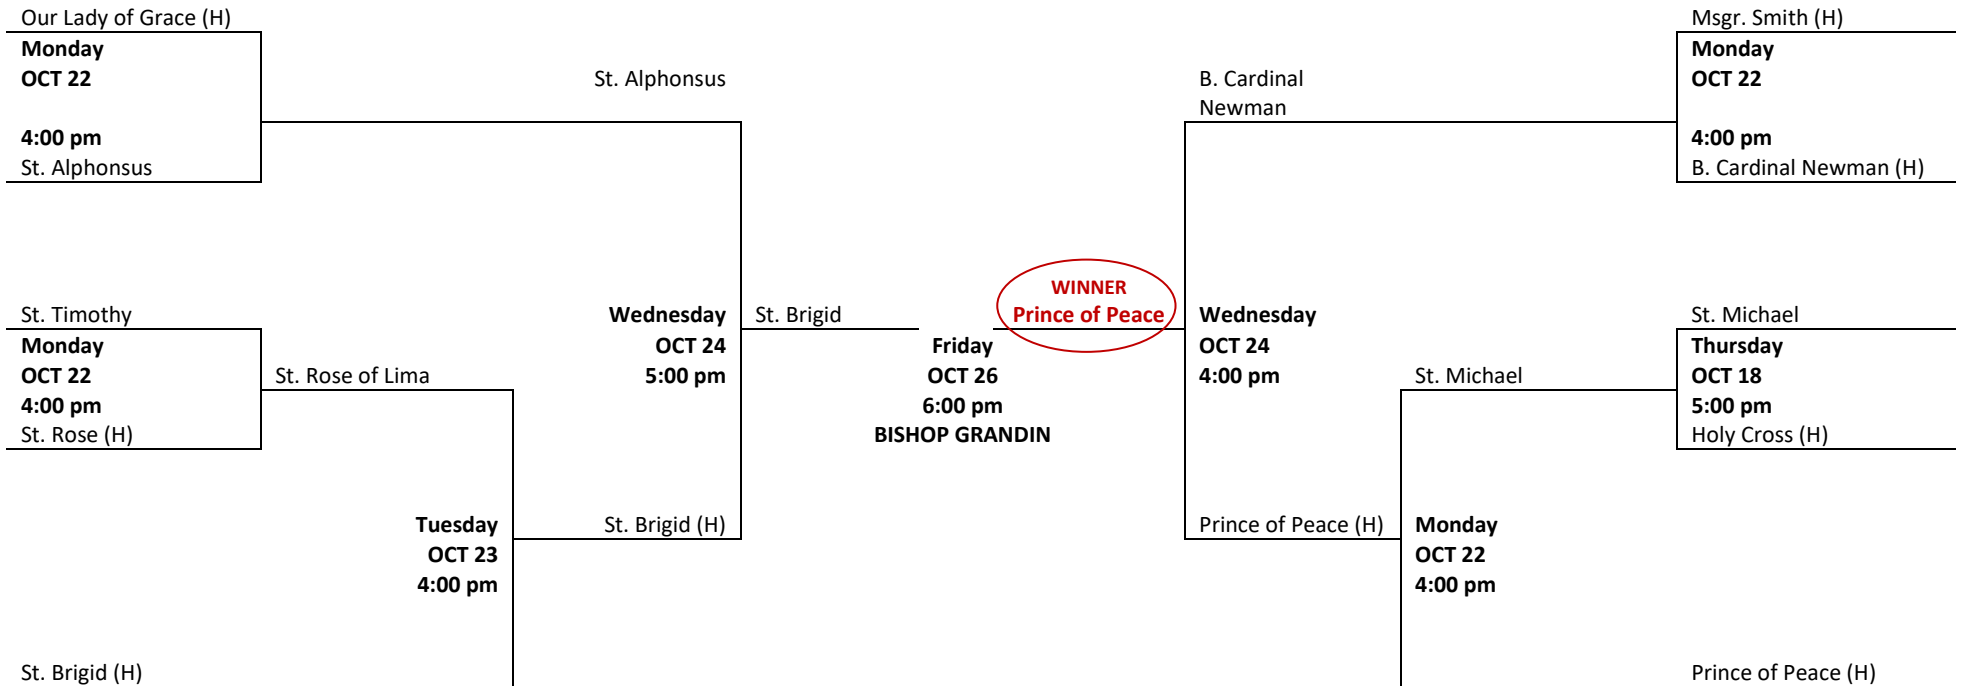 Our Lady of Grace (H)
Monday
OCT 22
4:00 pm
St. Alphonsus
St. Alphonsus
B. Cardinal
Newman
Msgr. Smith (H)
Monday
OCT 22
4:00 pm
B. Cardinal Newman (H)
St. Timothy
Monday
OCT 22
4:00 pm
St. Rose (H)
St. Rose of Lima
Wednesday
OCT 24
5:00 pm
St. Brigid
WINNER
Prince of Peace
Friday
OCT 26
6:00 pm
BISHOP GRANDIN
Wednesday
OCT 24
4:00 pm
St. Michael
St. Michael
Thursday
OCT 18
5:00 pm
Holy Cross (H)
Tuesday
OCT 23
4:00 pm
St. Brigid (H)
Prince of Peace (H)
Monday
OCT 22
4:00 pm
St. Brigid (H)
Prince of Peace (H)